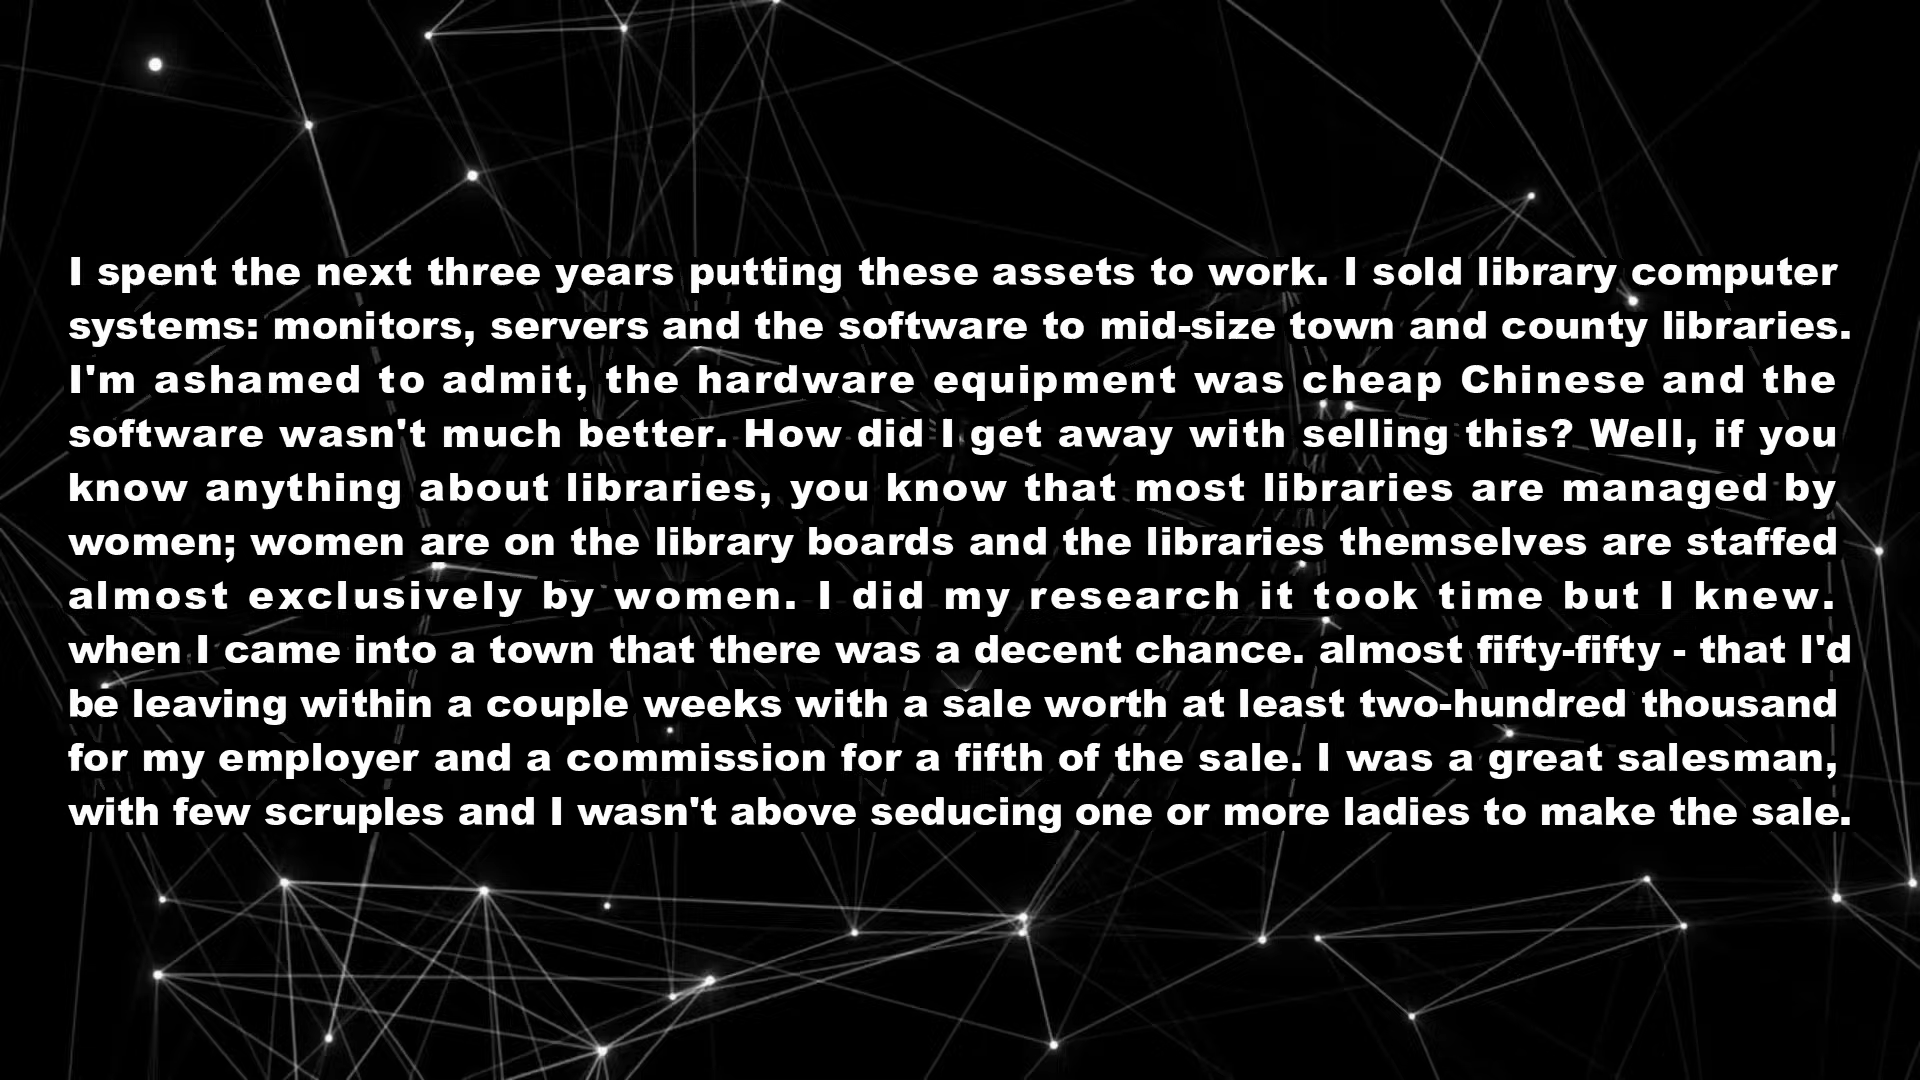 I spent the next three years putting these assets to work. I sold library computer
systems: monitors, servers and the software to mid-size town and county libraries.
I'm ashamed to admit, the hardware equipment was cheap Chinese and the
software wasn't much better. How did I get away with selling this? Well, if you
know anything about libraries, you know that most libraries are managed by
women; women are on the library boards and the libraries themselves are staffed
almost exclusively by women. I did my research it took time but I knew.
when I came into a town that there was a decent chance. almost fifty-fifty - that I'd
be leaving within a couple weeks with a sale worth at least two-hundred thousand
for my employer and a commission for a fifth of the sale. I was a great salesman,
with few scruples and I wasn't above seducing one or more ladies to make the sale.